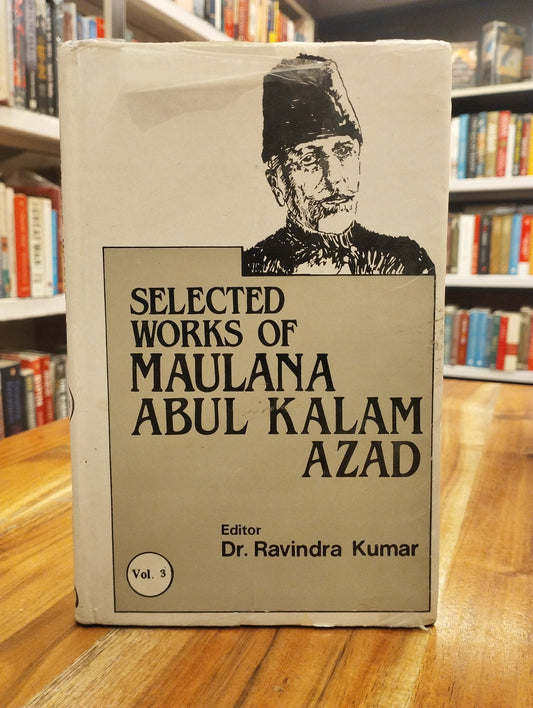 SELECTED
WORKS OF
MAULANA
ABUL KALAM
AZAD
Editor
Dr. Ravindra Kumar
Vol. 3